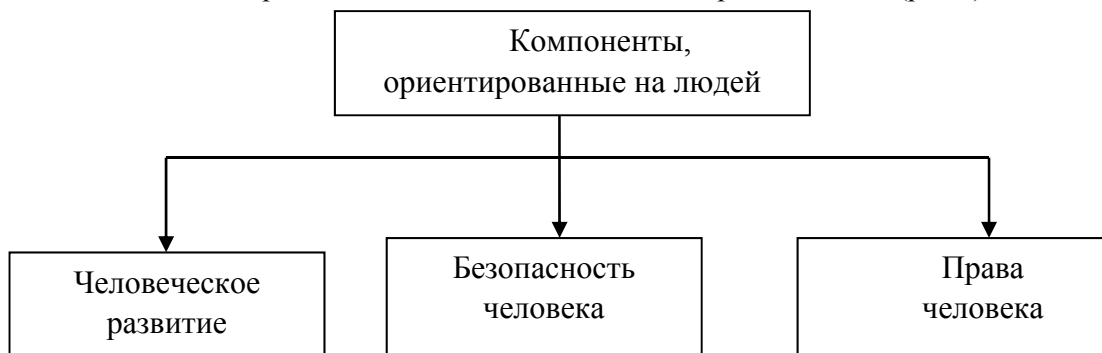 Компоненты,
ориентированные на людей
Человеческое
развитие
Безопасность
человека
Права
человека